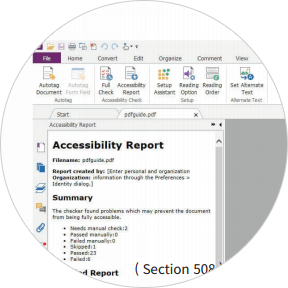 File Home Convert Edit Organize Comment View
Autotag Document Autotag Form Field Full Check Accessibility Report Setup Assistant Reading Option Reading Order Set Alternate Text
Autotag Accessibility Check Reading Alternate Text
Start pdfguide.pdf ×
Accessibility Report
Accessibility Report
Filename: pdfguide.pdf
Report created by: [Enter personal and organization
Organization: information through the Preferences >
Identity dialog.]
Summary
The checker found problems which may prevent the document
from being fully accessible.
• Needs manual check:2
• Passed manually:0
• Failed manually:0
• Skipped:1
• Passed:23
• Failed:6
Report
( Section 508